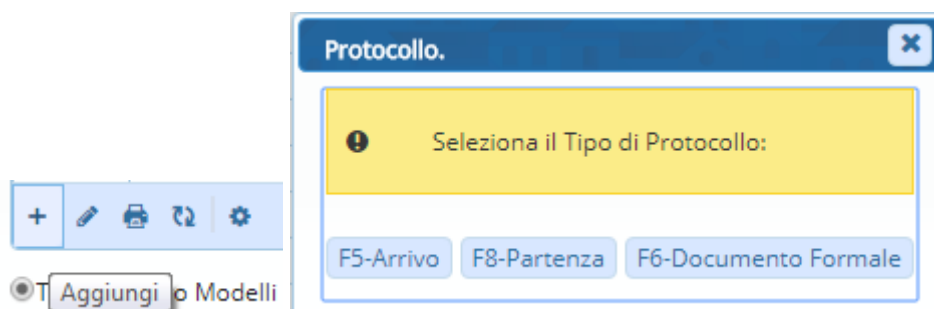 Protocollo.
Seleziona il Tipo di Protocollo:
F5-Arrivo F8-Partenza F6-Documento Formale
T Aggiungi o Modelli